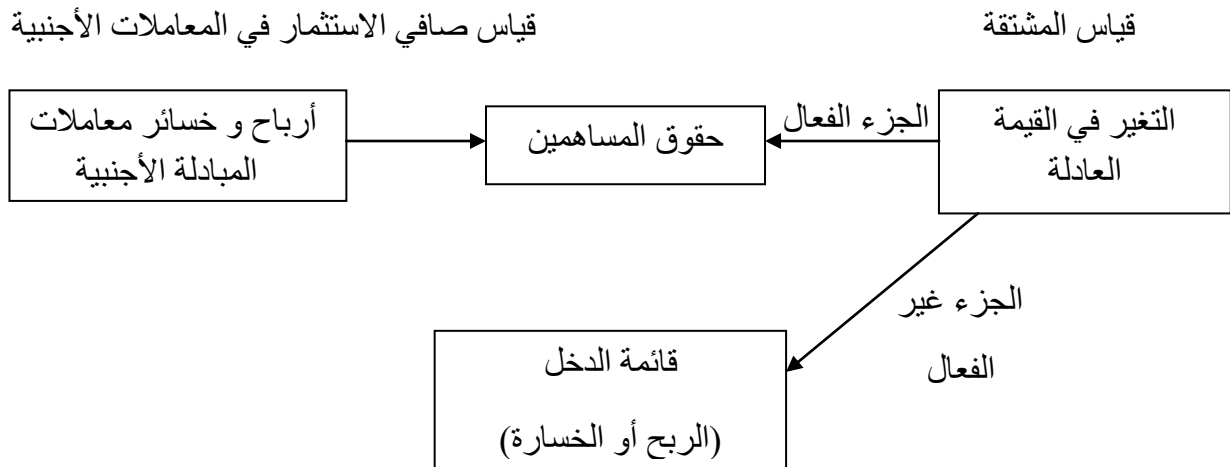 قياس المشتقة
قياس صافي الاستثمار في المعاملات الأجنبية
التغير في القيمة
العادلة
الجزء الفعال
حقوق المساهمين
أرباح و خسائر معاملات
المبادلة الأجنبية
الجزء غير
الفعال
قائمة الدخل
(الربح أو الخسارة)